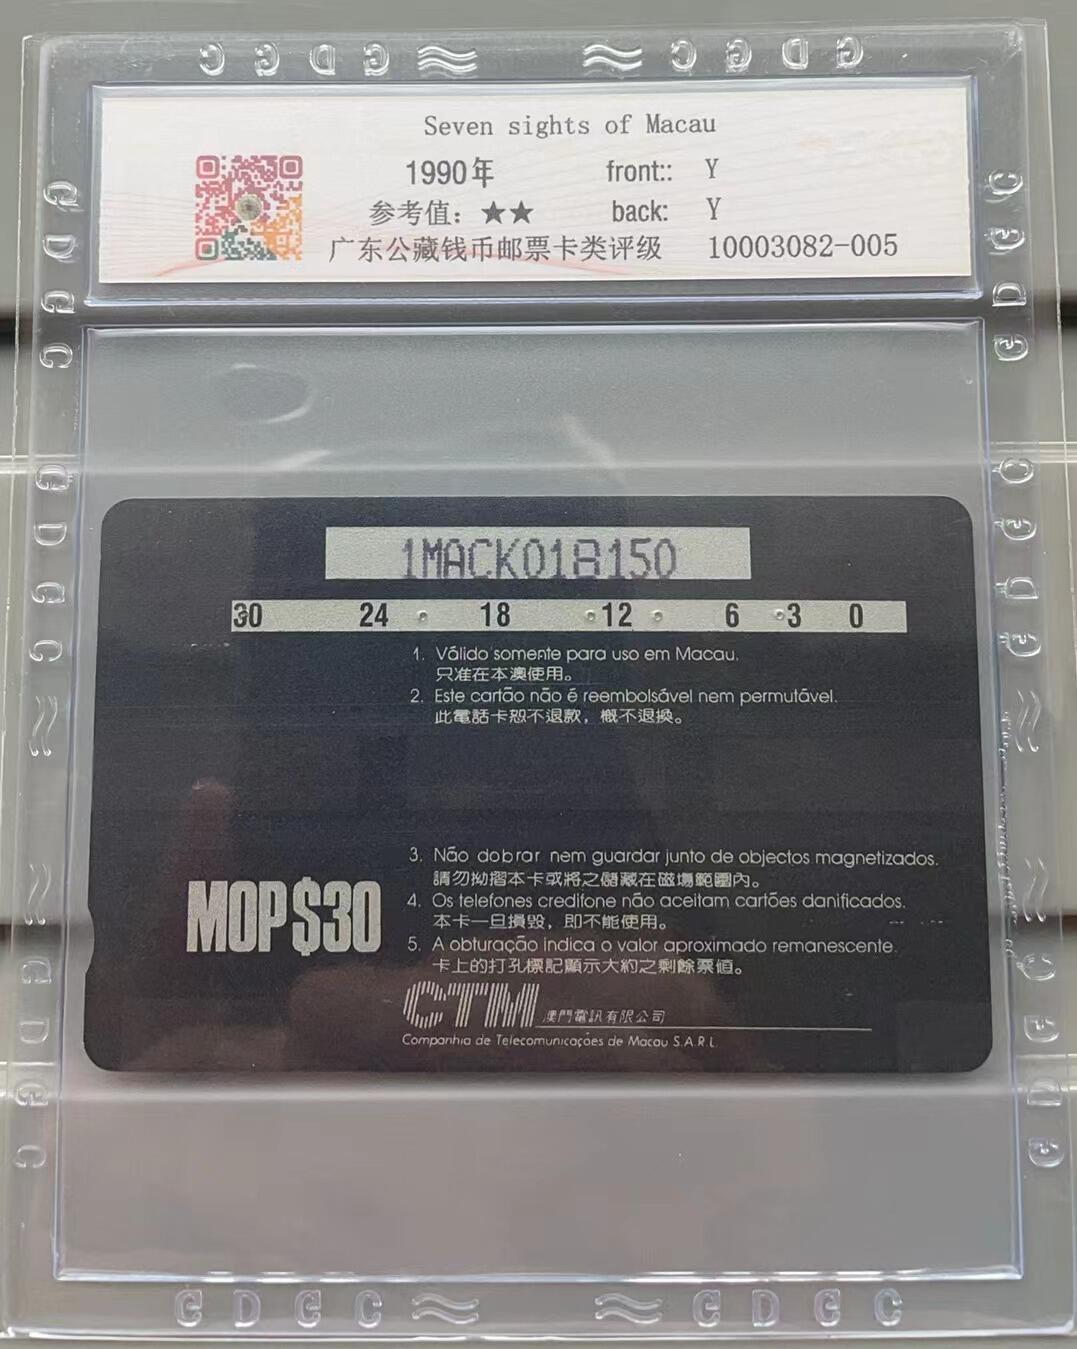 G D G C
C G D G
Seven sights of Macau
1990年 front:: Y
参考值：★★ back: Y
广东公藏钱币邮票卡类评级 10003082-005
1MACK018150
30 24 18 12 6 3 0
1. Válido somente para uso em Macau.
只准在本澳使用。
2. Este cartão não é reembolsável nem permutável.
此電話卡恕不退款，概不退換。
3. Não dobrar nem guardar junto de objectos magnetizados.
請勿拗摺本卡或將之儲藏在磁場範圍內。
4. Os telefones credifone não aceitam cartões danificados.
本卡一旦損毀，即不能使用。
5. A obturação indica o valor aproximado remanescente.
卡上的打孔標記顯示大約之剩餘票值。
MOP$30
CTM 澳門電訊有限公司
Companhia de Telecomunicações de Macau S.A.R.L.
G D G C
G D G C